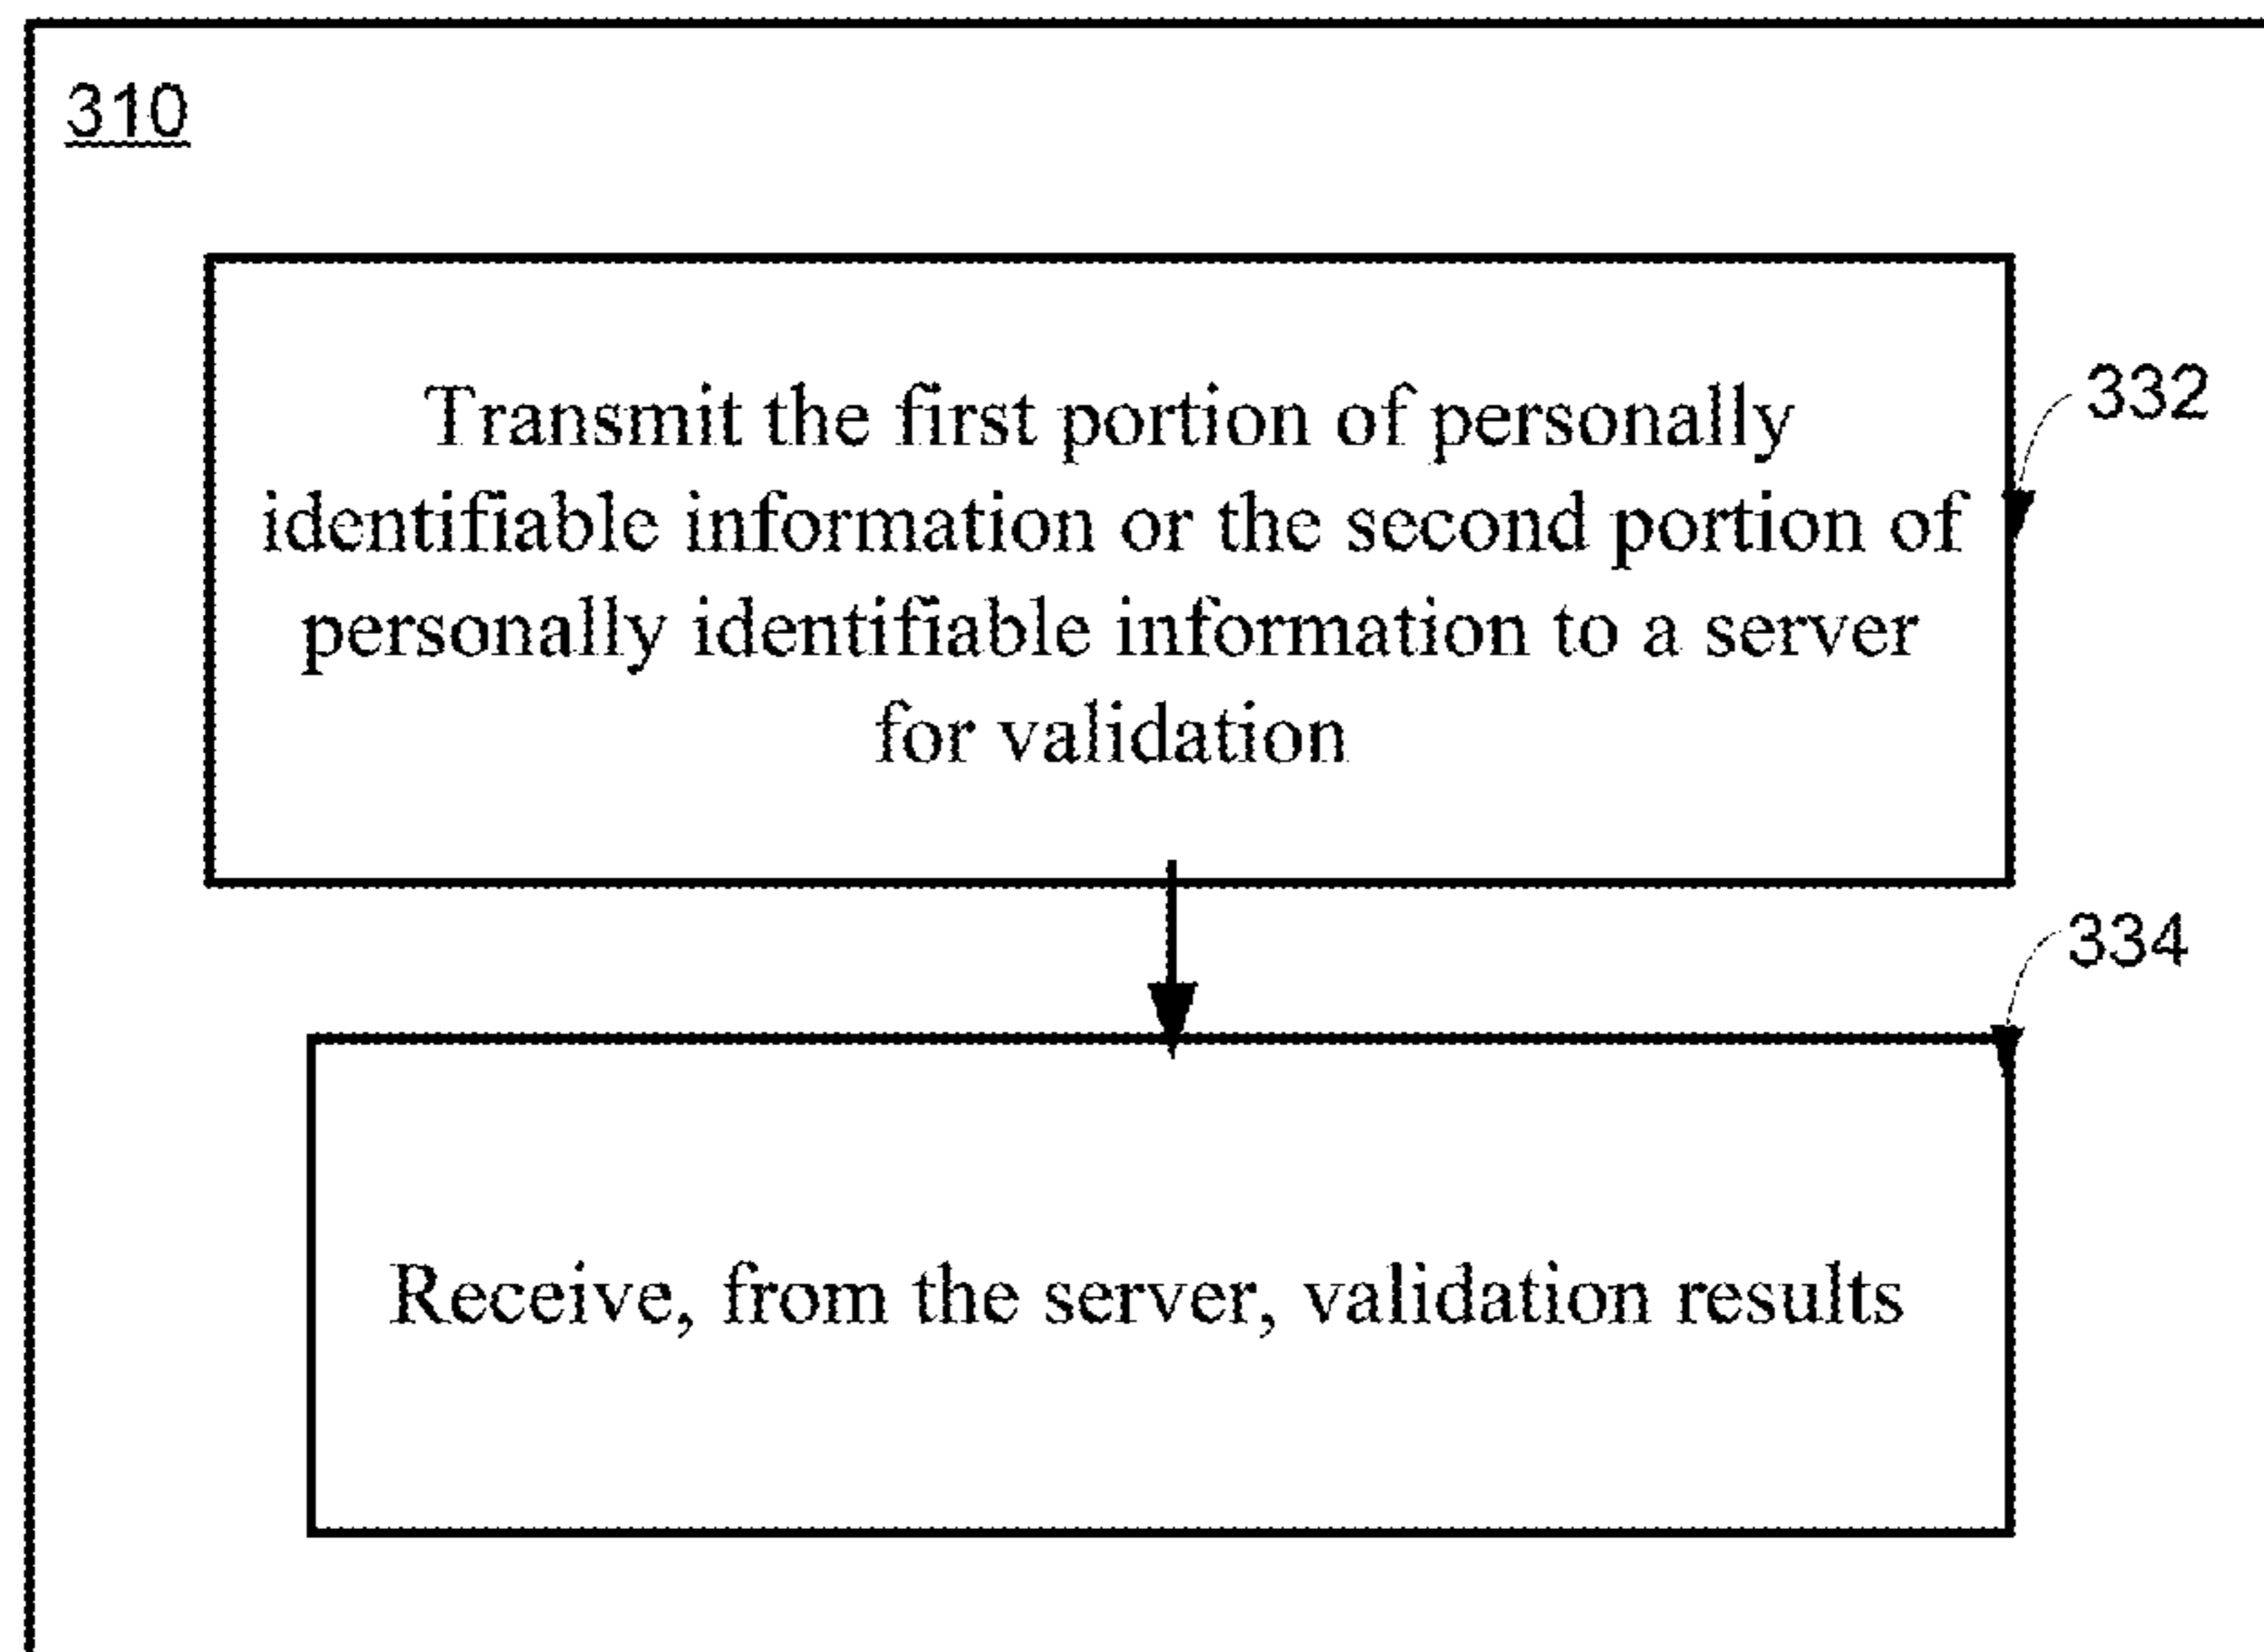 310
Transmit the first portion of personally
identifiable information or the second portion of
personally identifiable information to a server
for validation
332
334
Receive, from the server, validation results